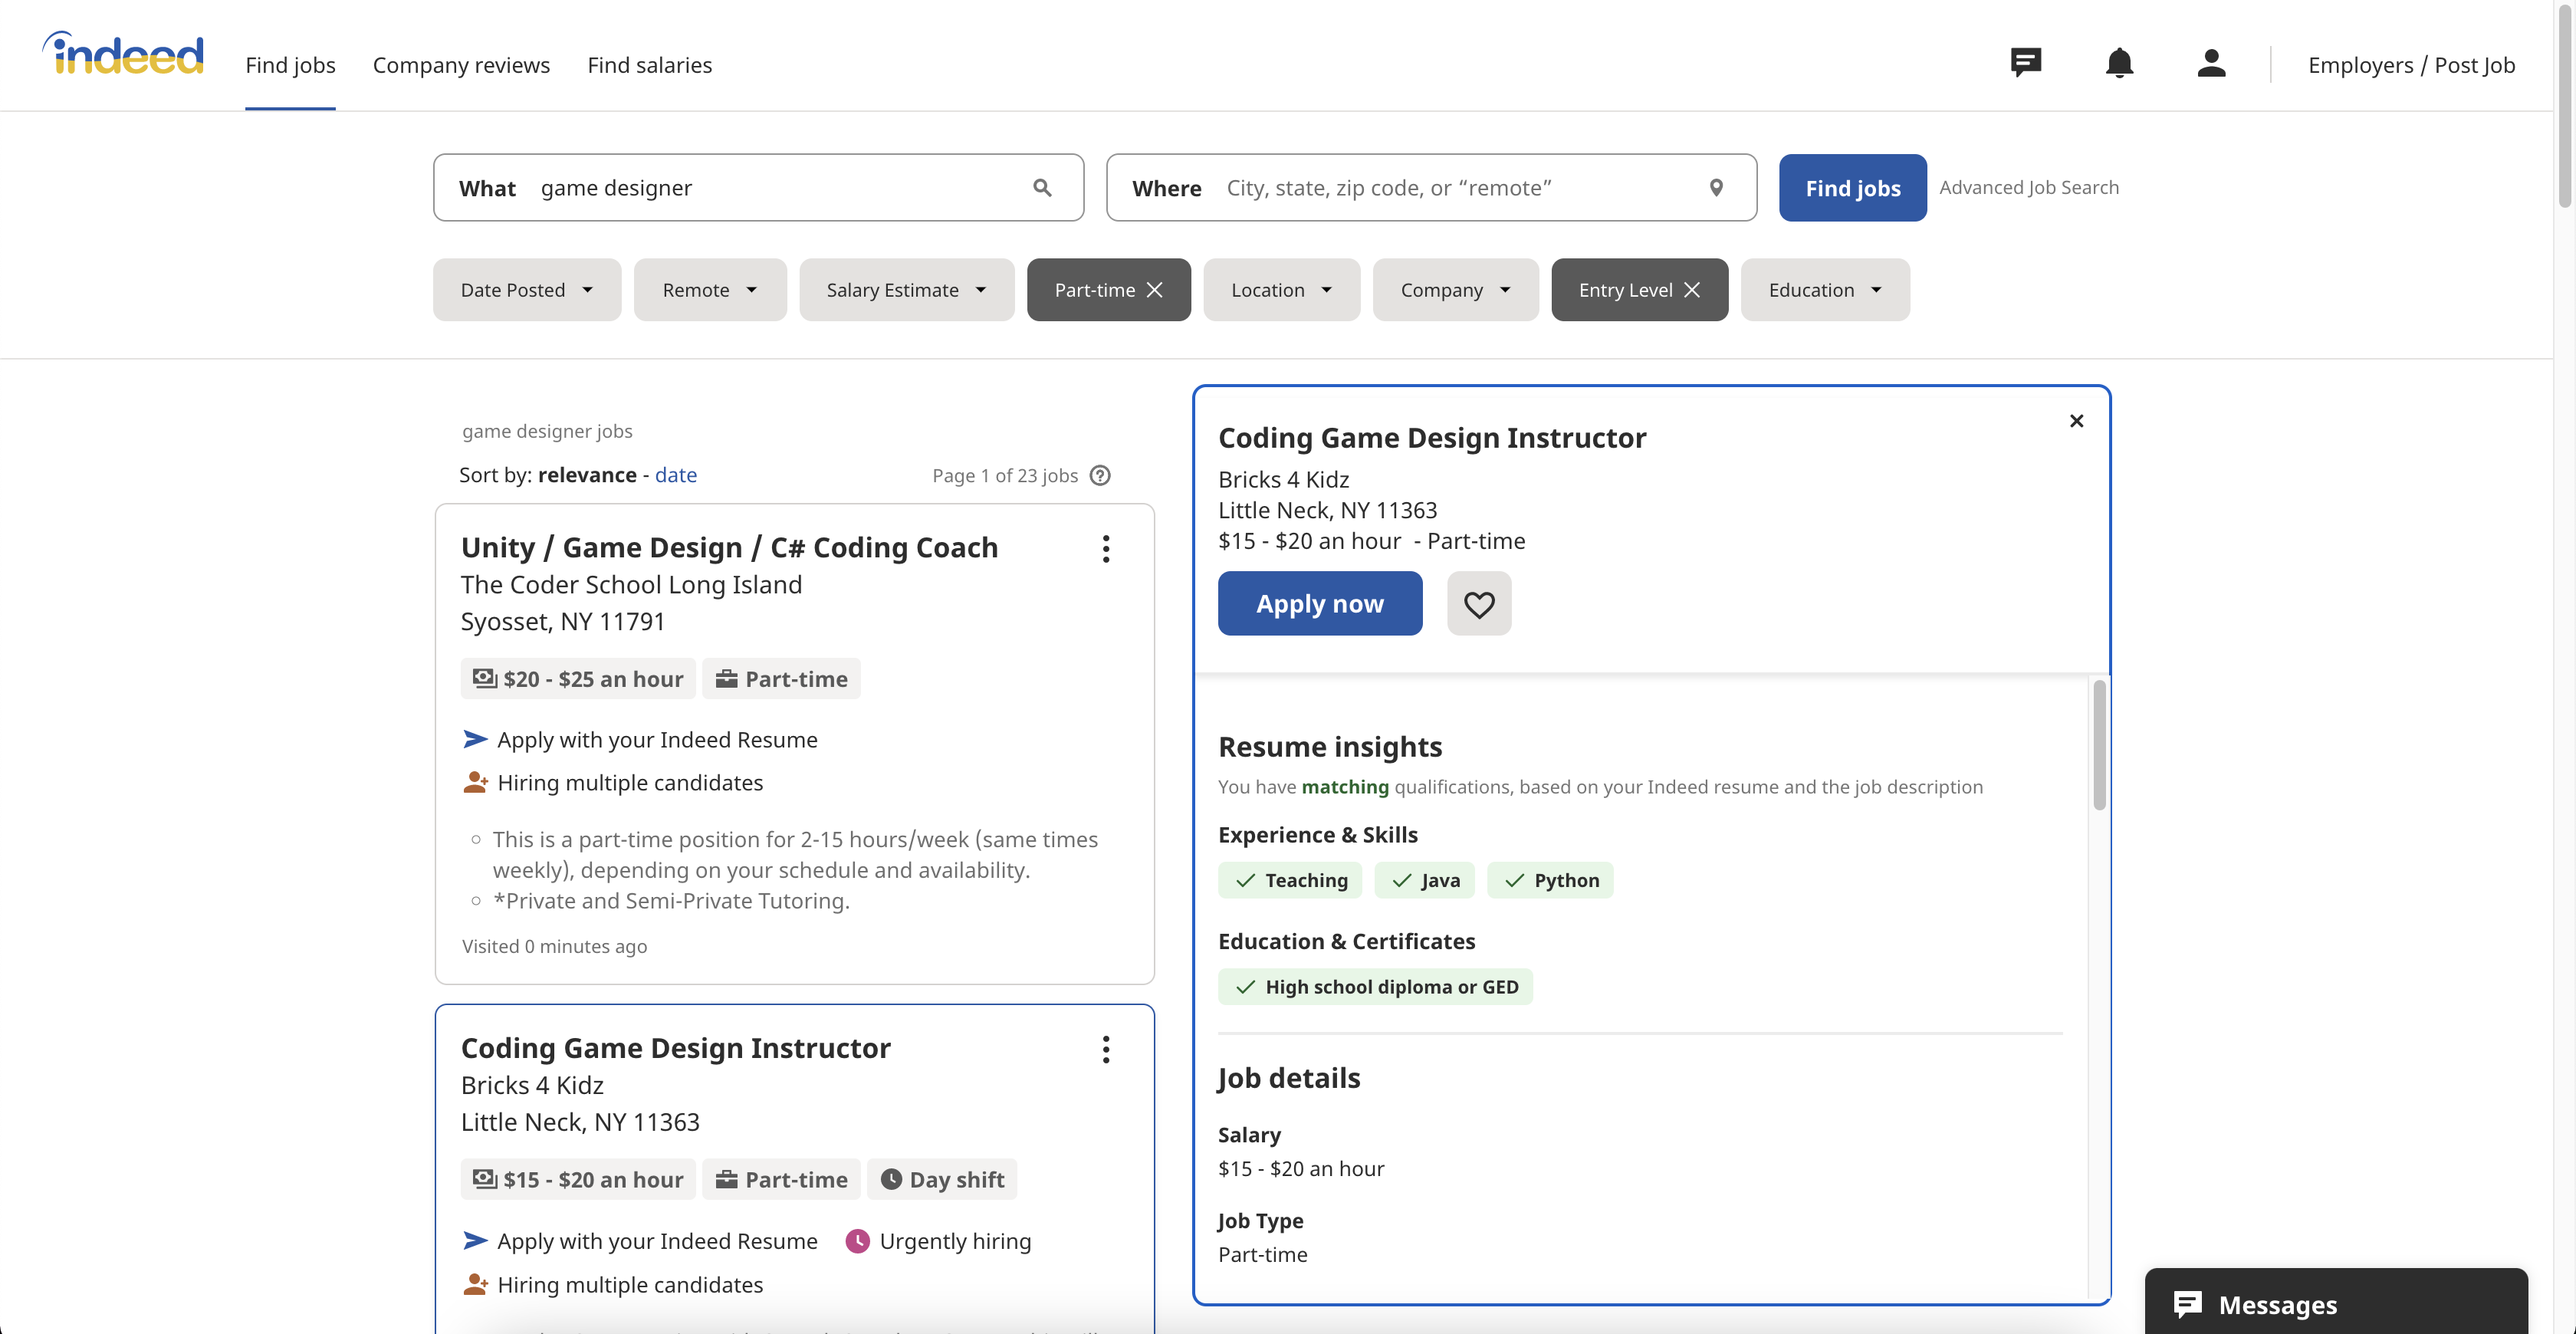 indeed
Find jobs
Company reviews
Find salaries
Employers / Post Job
What game designer
Where City, state, zip code, or “remote”
Find jobs
Advanced Job Search
Date Posted
Remote
Salary Estimate
Part-time
Location
Company
Entry Level
Education
game designer jobs
Sort by: relevance - date
Page 1 of 23 jobs
Unity / Game Design / C# Coding Coach
The Coder School Long Island
Syosset, NY 11791
$20 - $25 an hour
Part-time
Apply with your Indeed Resume
Hiring multiple candidates
This is a part-time position for 2-15 hours/week (same times
weekly), depending on your schedule and availability.
*Private and Semi-Private Tutoring.
Visited 0 minutes ago
Coding Game Design Instructor
Bricks 4 Kidz
Little Neck, NY 11363
$15 - $20 an hour
Part-time
Day shift
Apply with your Indeed Resume
Urgently hiring
Hiring multiple candidates
Coding Game Design Instructor
Bricks 4 Kidz
Little Neck, NY 11363
$15 - $20 an hour - Part-time
Apply now
Resume insights
You have matching qualifications, based on your Indeed resume and the job description
Experience & Skills
Teaching
Java
Python
Education & Certificates
High school diploma or GED
Job details
Salary
$15 - $20 an hour
Job Type
Part-time
Messages